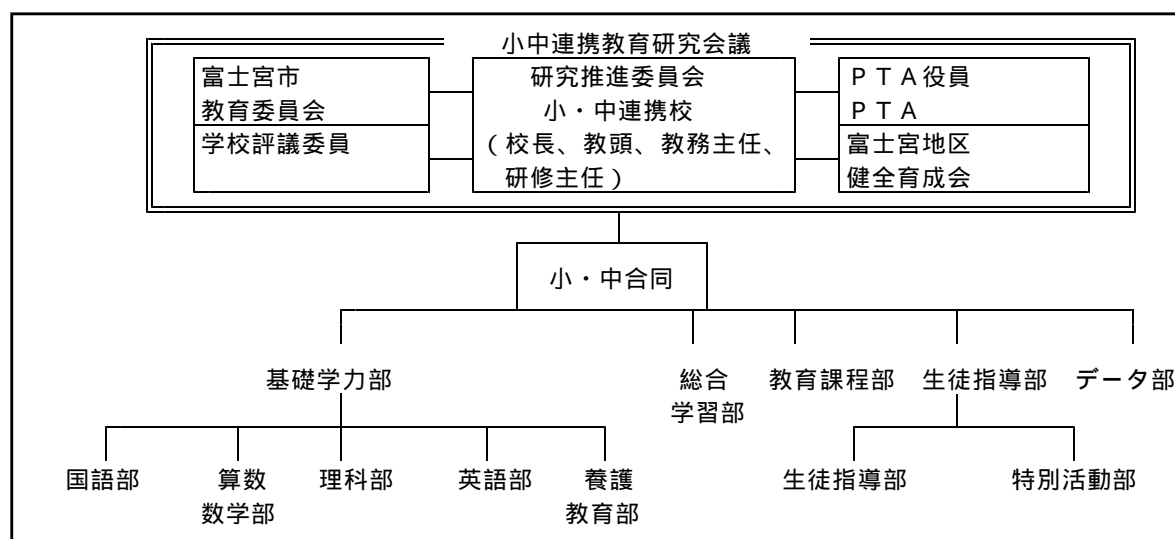 小中連携教育研究会議
富士宮市
教育委員会
学校評議委員
研究推進委員会
小・中連携校
（校長、教頭、教務主任、
研修主任）
ＰＴＡ役員
ＰＴＡ
富士宮地区
健全育成会
小・中合同
基礎学力部
総合
学習部
教育課程部
生徒指導部
データ部
国語部
算数
数学部
理科部
英語部
養護
教育部
生徒指導部
特別活動部